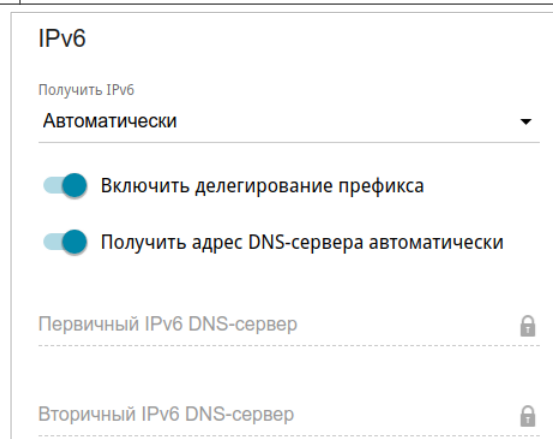 IPv6
Получить IPv6
Автоматически
Включить делегирование префикса
Получить адрес DNS-сервера автоматически
Первичный IPv6 DNS-сервер
Вторичный IPv6 DNS-сервер